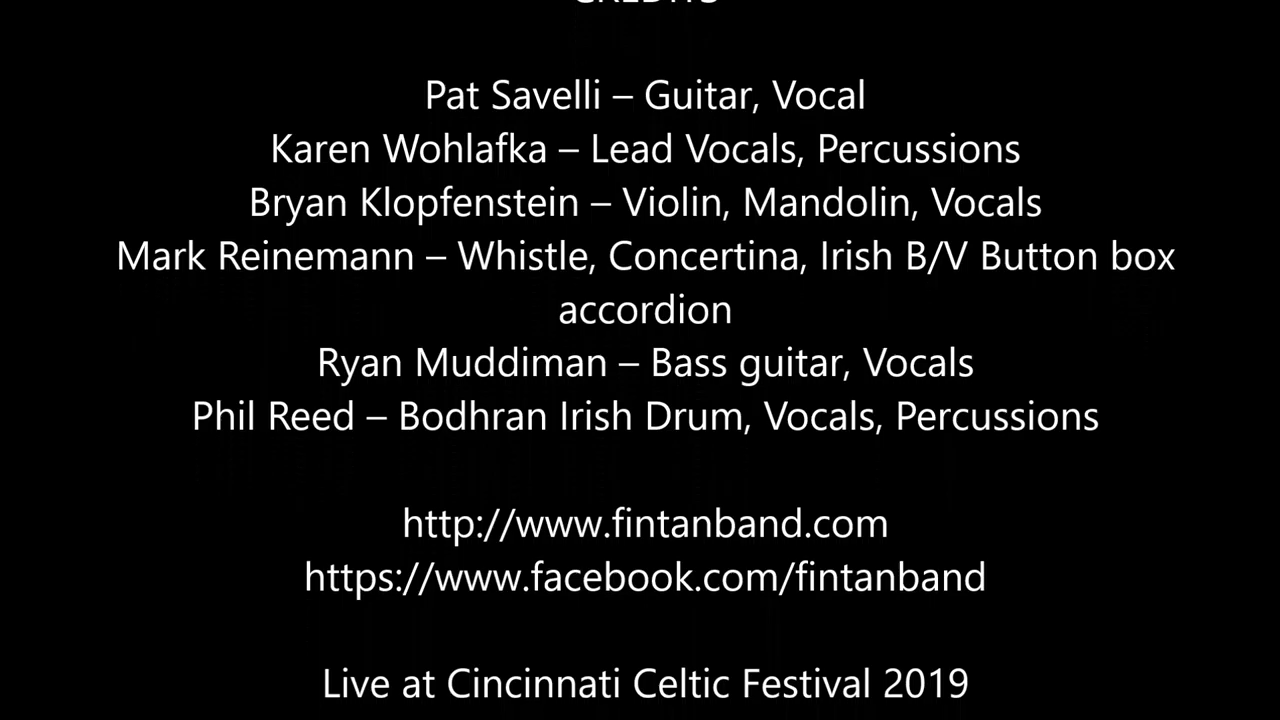 CREDITS
Pat Savelli – Guitar, Vocal
Karen Wohlafka – Lead Vocals, Percussions
Bryan Klopfenstein – Violin, Mandolin, Vocals
Mark Reinemann – Whistle, Concertina, Irish B/V Button box
accordion
Ryan Muddiman – Bass guitar, Vocals
Phil Reed – Bodhran Irish Drum, Vocals, Percussions
http://www.fintanband.com
https://www.facebook.com/fintanband
Live at Cincinnati Celtic Festival 2019